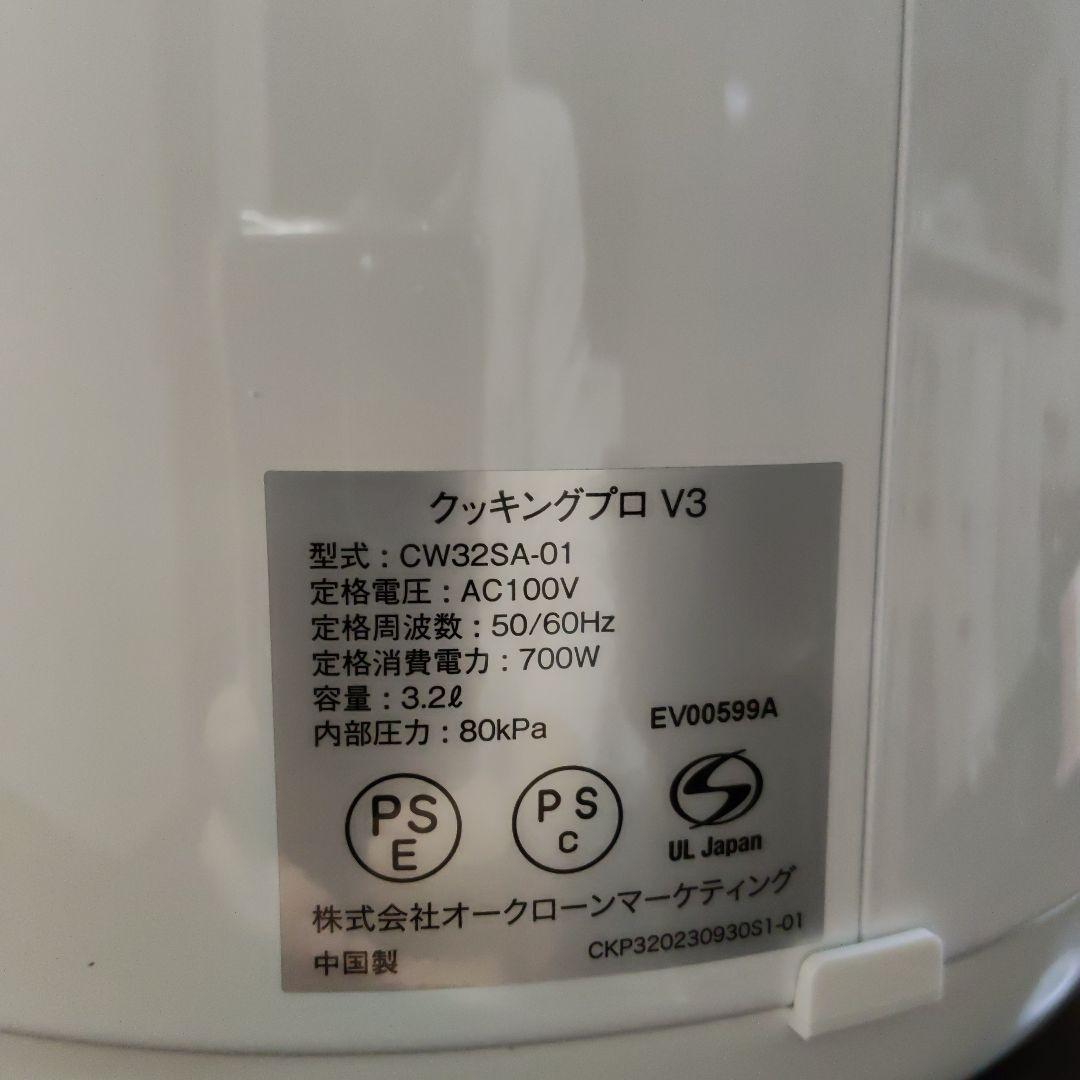 クッキングプロ V3
型式：CW32SA-01
定格電圧：AC100V
定格周波数：50/60Hz
定格消費電力：700W
容量：3.2ℓ
内部圧力：80kPa
EV00599A
PS
E
PS
C
S
UL Japan
株式会社オークローンマーケティング
中国製
CKP320230930S1-01